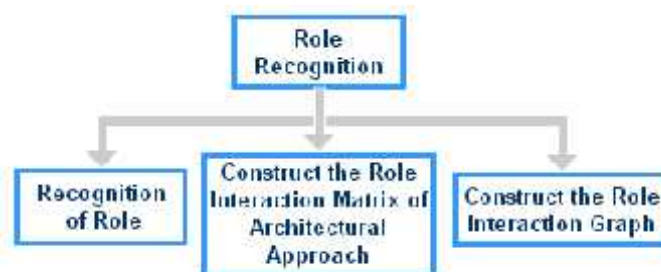 Role
Recognition
Recognition
of Role
Construct the Role
Interaction Matrix of
Architectural
Approach
Construct the Role
Interaction Graph